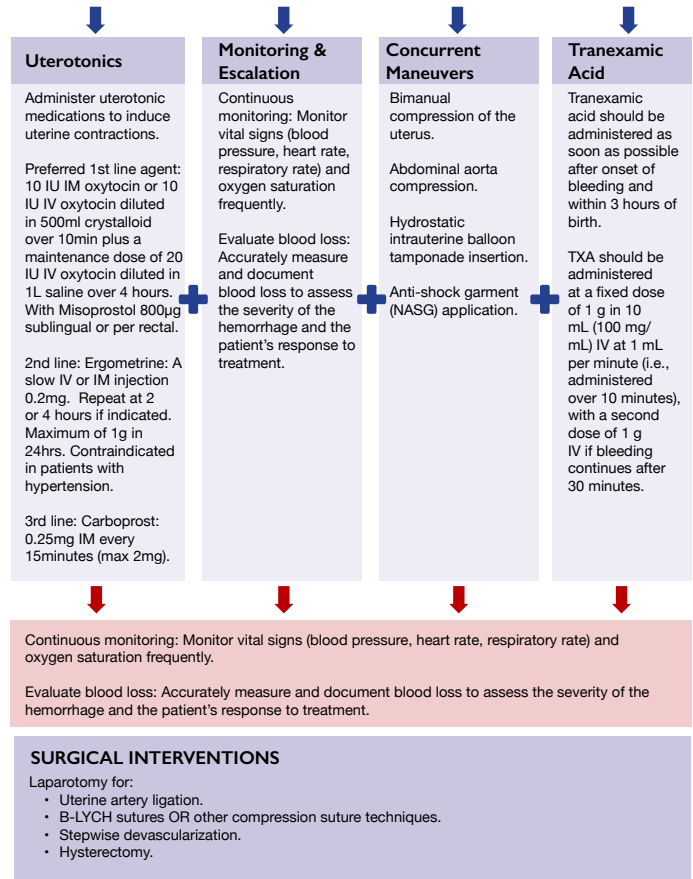 Uterotonics
Administer uterotonic
medications to induce
uterine contractions.
Preferred 1st line agent:
10 IU IM oxytocin or 10
IU IV oxytocin diluted
in 500ml crystalloid
over 10min plus a
maintenance dose of 20
IU IV oxytocin diluted in
1L saline over 4 hours.
With Misoprostol 800µg
sublingual or per rectal.
2nd line: Ergometrine: A
slow IV or IM injection
0.2mg. Repeat at 2
or 4 hours if indicated.
Maximum of 1g in
24hrs. Contraindicated
in patients with
hypertension.
3rd line: Carboprost:
0.25mg IM every
15minutes (max 2mg).
Monitoring &
Escalation
Continuous
monitoring: Monitor
vital signs (blood
pressure, heart rate,
respiratory rate) and
oxygen saturation
frequently.
Evaluate blood loss:
Accurately measure
and document
blood loss to assess
the severity of the
hemorrhage and the
patient's response to
treatment.
Concurrent
Maneuvers
Bimanual
compression of the
uterus.
Abdominal aorta
compression.
Hydrostatic
intrauterine balloon
tamponade insertion.
Anti-shock garment
(NASG) application.
Tranexamic
Acid
Tranexamic
acid should be
administered as
soon as possible
after onset of
bleeding and
within 3 hours of
birth.
TXA should be
administered
at a fixed dose
of 1 g in 10
mL (100 mg/
mL) IV at 1 mL
per minute (i.e.,
administered
over 10 minutes),
with a second
dose of 1 g
IV if bleeding
continues after
30 minutes.
Continuous monitoring: Monitor vital signs (blood pressure, heart rate, respiratory rate) and
oxygen saturation frequently.
Evaluate blood loss: Accurately measure and document blood loss to assess the severity of the
hemorrhage and the patient's response to treatment.
SURGICAL INTERVENTIONS
Laparotomy for:
• Uterine artery ligation.
• B-LYCH sutures OR other compression suture techniques.
• Stepwise devascularization.
• Hysterectomy.